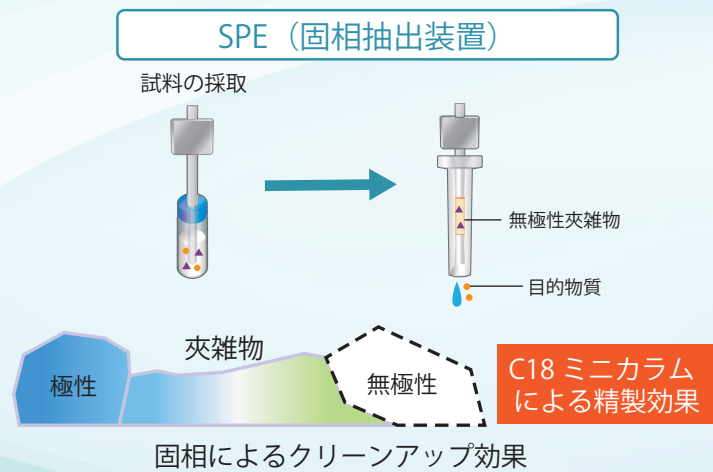 SPE（固相抽出装置）
試料の採取
無極性夾雑物
目的物質
夾雑物
極性
無極性
C18 ミニカラム
による精製効果
固相によるクリーンアップ効果